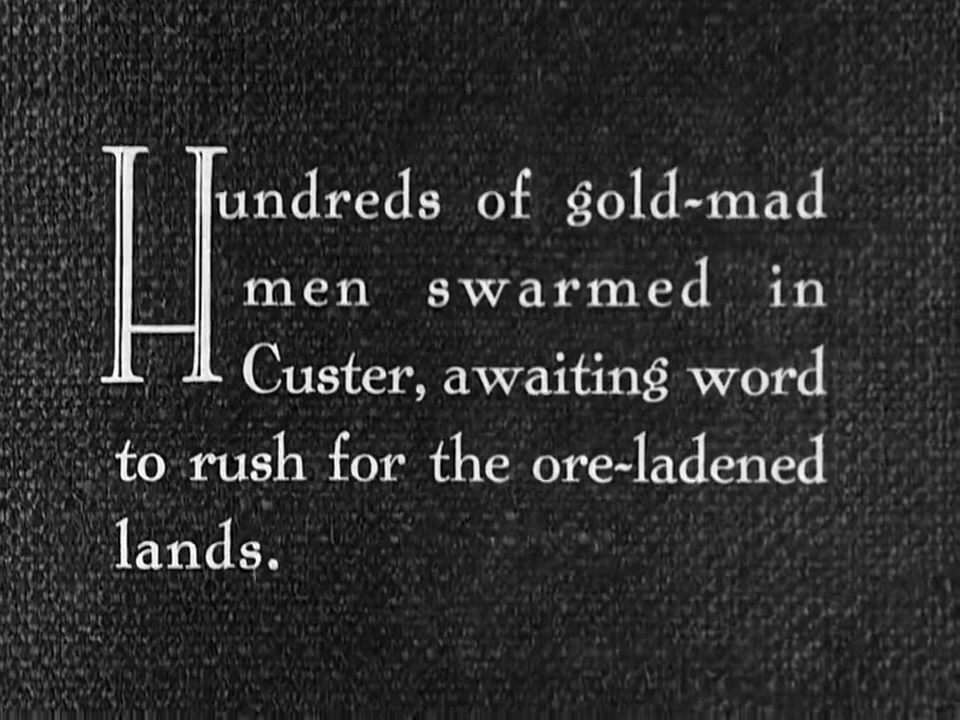 Hundreds of gold-mad
men swarmed in
Custer, awaiting word
to rush for the ore-ladened
lands.